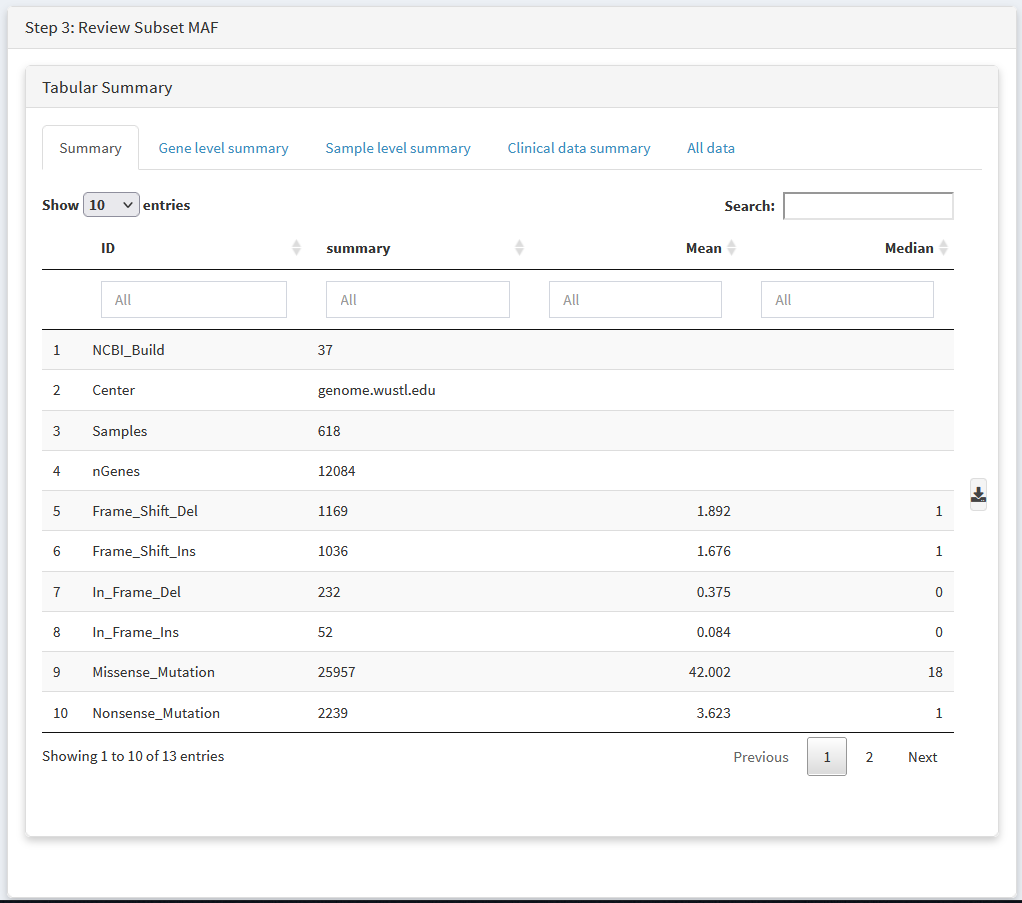 Step 3: Review Subset MAF
Tabular Summary
Summary Gene level summary Sample level summary Clinical data summary All data
Show 10 entries Search:
ID summary Mean Median
All All All All
1 NCBI_Build 37
2 Center genome.wustl.edu
3 Samples 618
4 nGenes 12084
5 Frame_Shift_Del 1169 1.892 1
6 Frame_Shift_Ins 1036 1.676 1
7 In_Frame_Del 232 0.375 0
8 In_Frame_Ins 52 0.084 0
9 Missense_Mutation 25957 42.002 18
10 Nonsense_Mutation 2239 3.623 1
Showing 1 to 10 of 13 entries Previous 1 2 Next